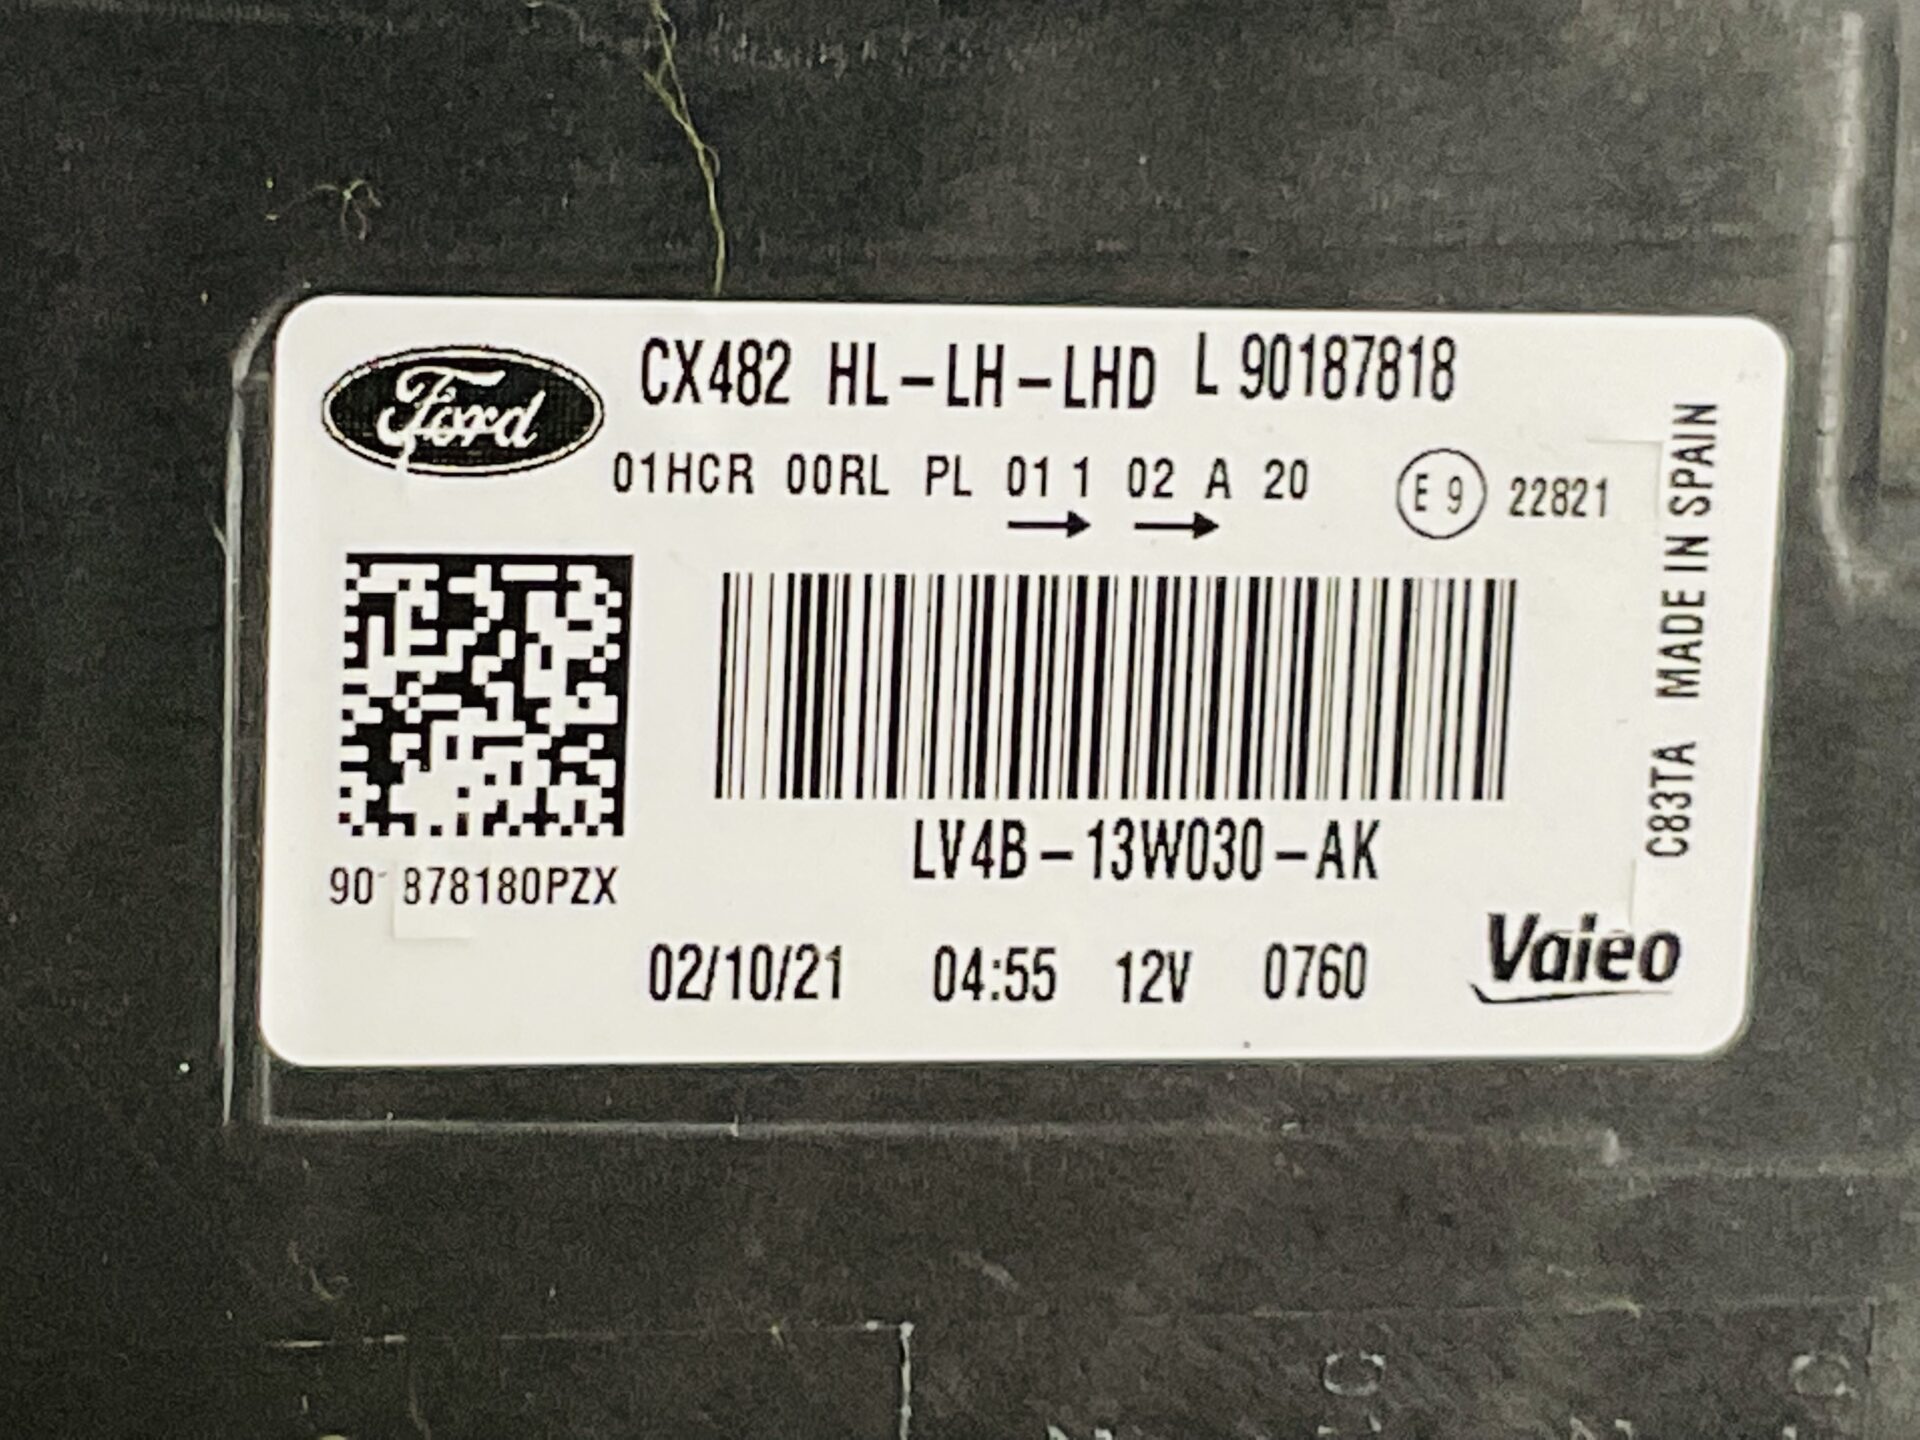 Ford
CX482 HL-LH-LHD L 90187818
01HCR 00RL PL 01 1 02 A 20
E 9 22821
C83TA MADE IN SPAIN
LV4B-13W030-AK
90 878180PZX
02/10/21 04:55 12V 0760
Valeo